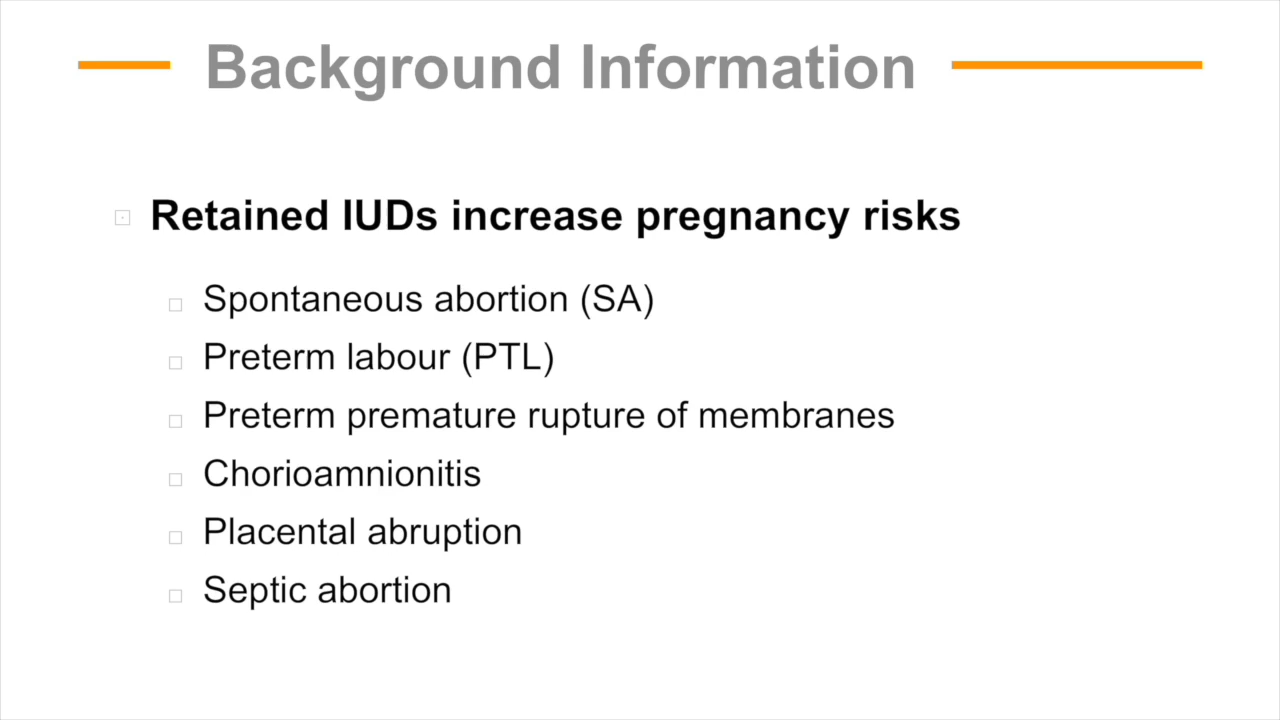 Background Information
Retained IUDs increase pregnancy risks
Spontaneous abortion (SA)
Preterm labour (PTL)
Preterm premature rupture of membranes
Chorioamnionitis
Placental abruption
Septic abortion